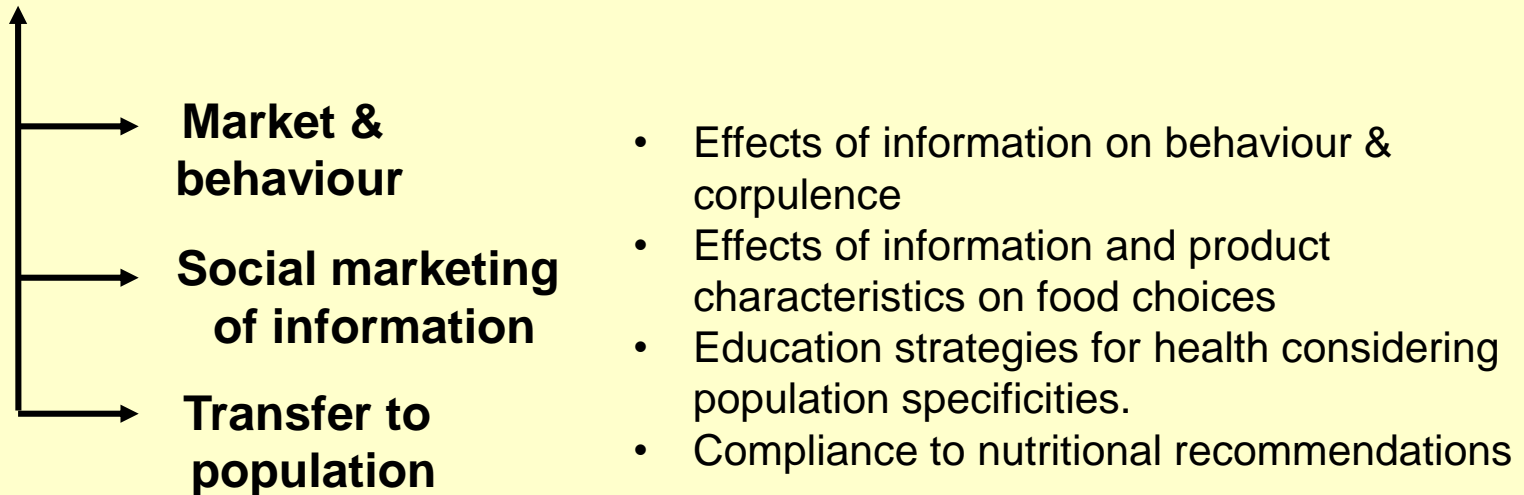 Market &
behaviour
Social marketing
of information
Transfer to
population
• Effects of information on behaviour &
corpulence
• Effects of information and product
characteristics on food choices
• Education strategies for health considering
population specificities.
• Compliance to nutritional recommendations